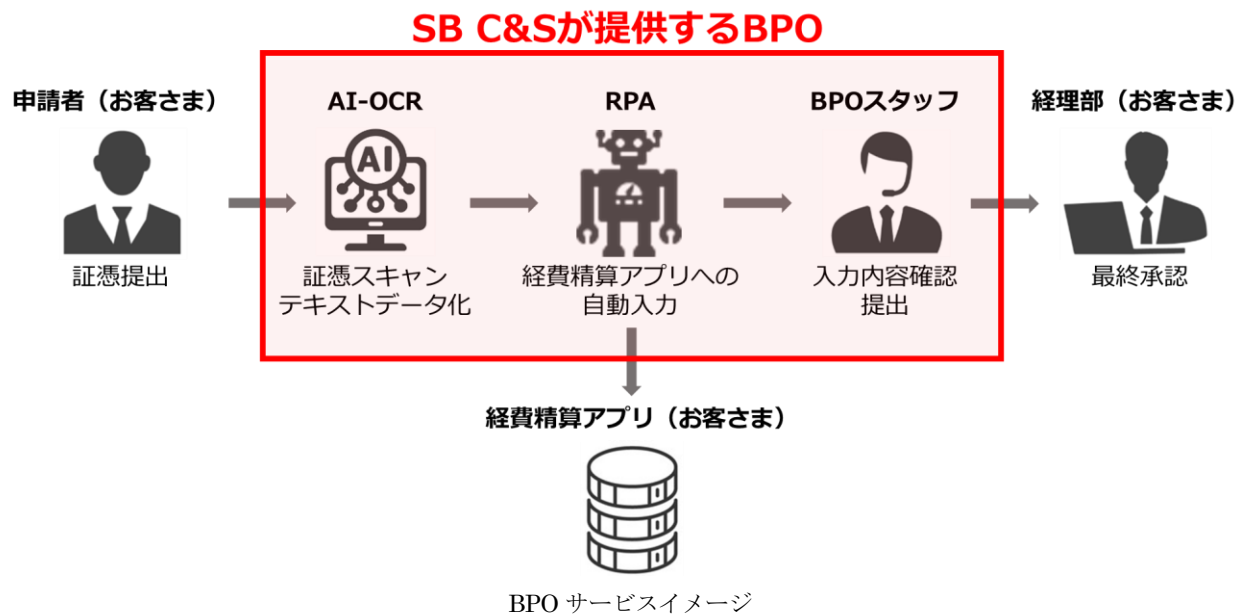 SB C&Sが提供するBPO
申請者（お客さま）
証憑提出
AI-OCR
AI
証憑スキャン
テキストデータ化
RPA
経費精算アプリへの
自動入力
BPOスタッフ
入力内容確認
提出
経理部（お客さま）
最終承認
経費精算アプリ（お客さま）
BPO サービスイメージ